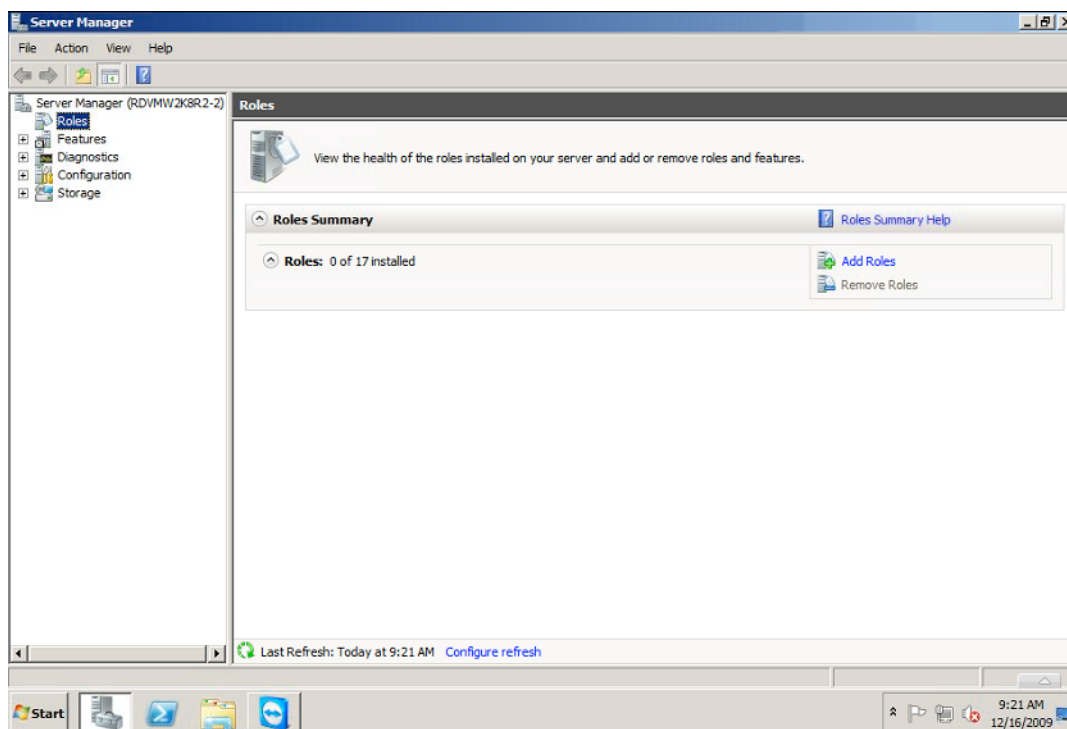 Server Manager
File Action View Help
Server Manager (RDVMW2K8R2-2)
Roles
Features
Diagnostics
Configuration
Storage
Roles
View the health of the roles installed on your server and add or remove roles and features.
Roles Summary
Roles Summary Help
Roles: 0 of 17 installed
Add Roles
Remove Roles
Last Refresh: Today at 9:21 AM Configure refresh
Start
9:21 AM
12/16/2009